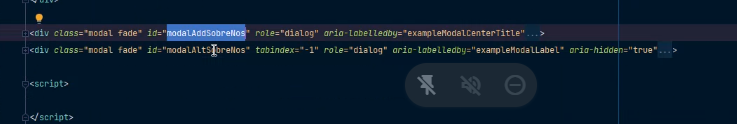 </div>
<div class="modal fade" id="modalAddSobreNos" role="dialog" aria-labelledby="exampleModalCenterTitle"...>
<div class="modal fade" id="modalAltSobreNos" tabindex="-1" role="dialog" aria-labelledby="exampleModalLabel" aria-hidden="true"...>
<script>
</script>